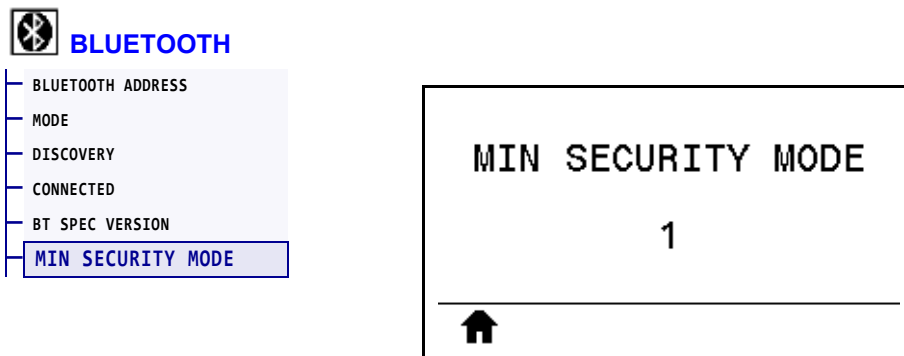 BLUETOOTH
BLUETOOTH ADDRESS
MODE
DISCOVERY
CONNECTED
BT SPEC VERSION
MIN SECURITY MODE
MIN SECURITY MODE
1